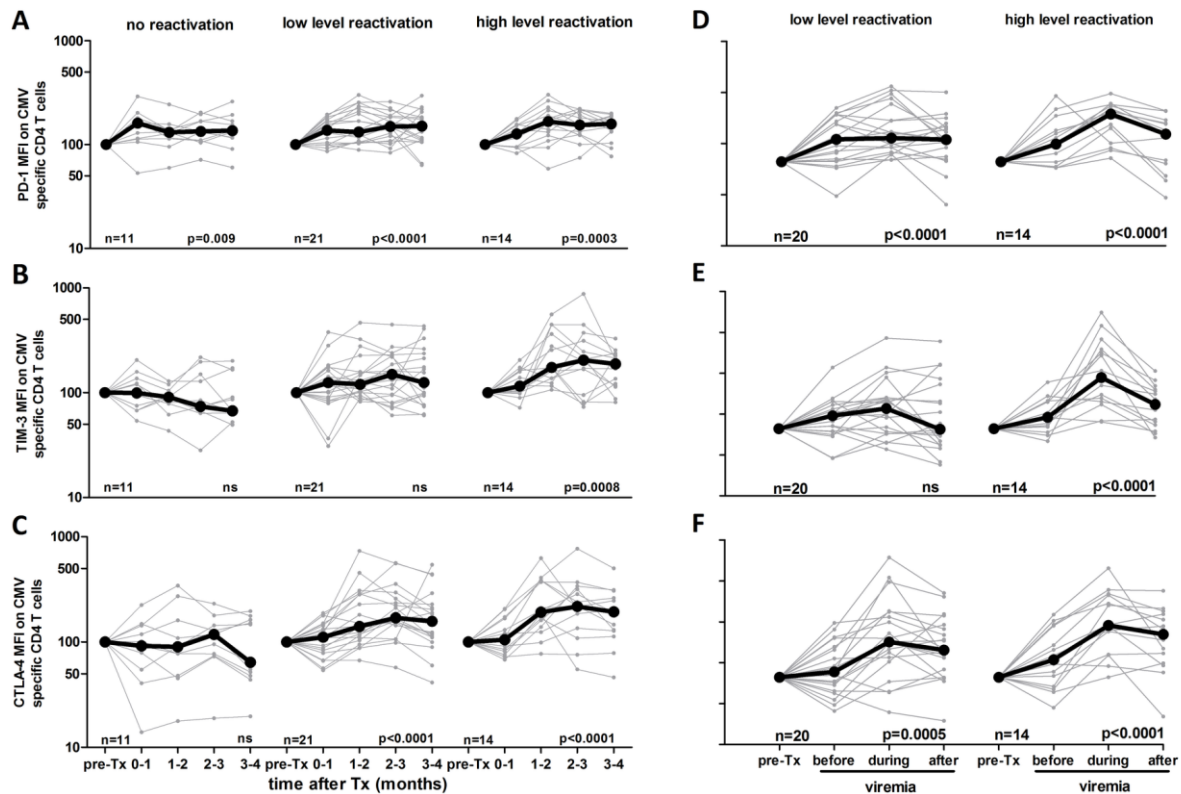 A
no reactivation
low level reactivation
high level reactivation
PD-1 MFI on CMV
specific CD4 T cells
1000
500
100
50
10
n=11
p=0.009
n=21
p<0.0001
n=14
p=0.0003
D
low level reactivation
high level reactivation
n=20
p<0.0001
n=14
p<0.0001
B
TIM-3 MFI on CMV
specific CD4 T cells
1000
500
100
50
10
n=11
ns
n=21
ns
n=14
p=0.0008
E
n=20
ns
n=14
p<0.0001
C
CTLA-4 MFI on CMV
specific CD4 T cells
1000
500
100
50
10
n=11
ns
n=21
p<0.0001
n=14
p<0.0001
pre-Tx 0-1 1-2 2-3 3-4
pre-Tx 0-1 1-2 2-3 3-4
pre-Tx 0-1 1-2 2-3 3-4
time after Tx (months)
F
n=20
p=0.0005
n=14
p<0.0001
pre-Tx before during after
viremia
pre-Tx before during after
viremia